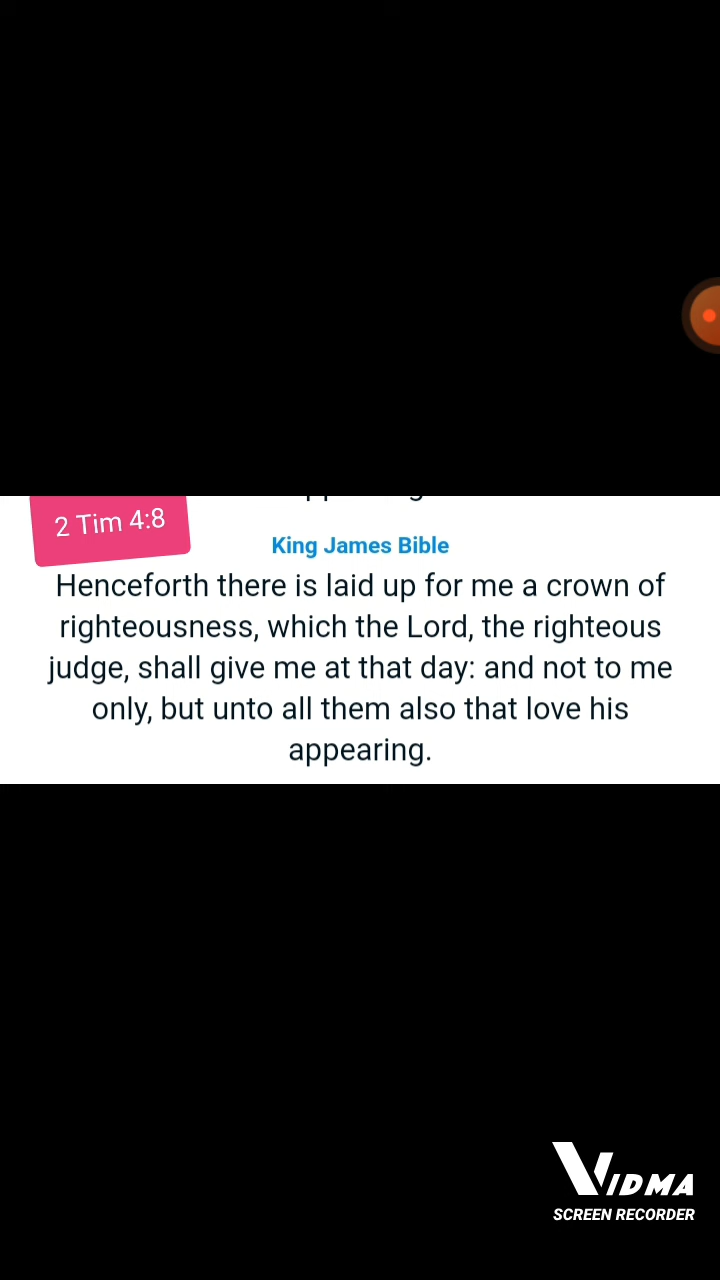 2 Tim 4:8
King James Bible
Henceforth there is laid up for me a crown of
righteousness, which the Lord, the righteous
judge, shall give me at that day: and not to me
only, but unto all them also that love his
appearing.
VIDMA
SCREEN RECORDER